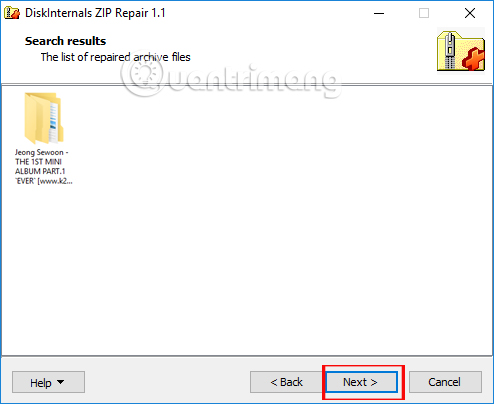 DiskInternals ZIP Repair 1.1
Search results
The list of repaired archive files
Quantrimang
Jeong Sewoon -
THE 1ST MINI
ALBUM PART.1
'EVER' [www.k2...
Help
< Back
Next >
Cancel